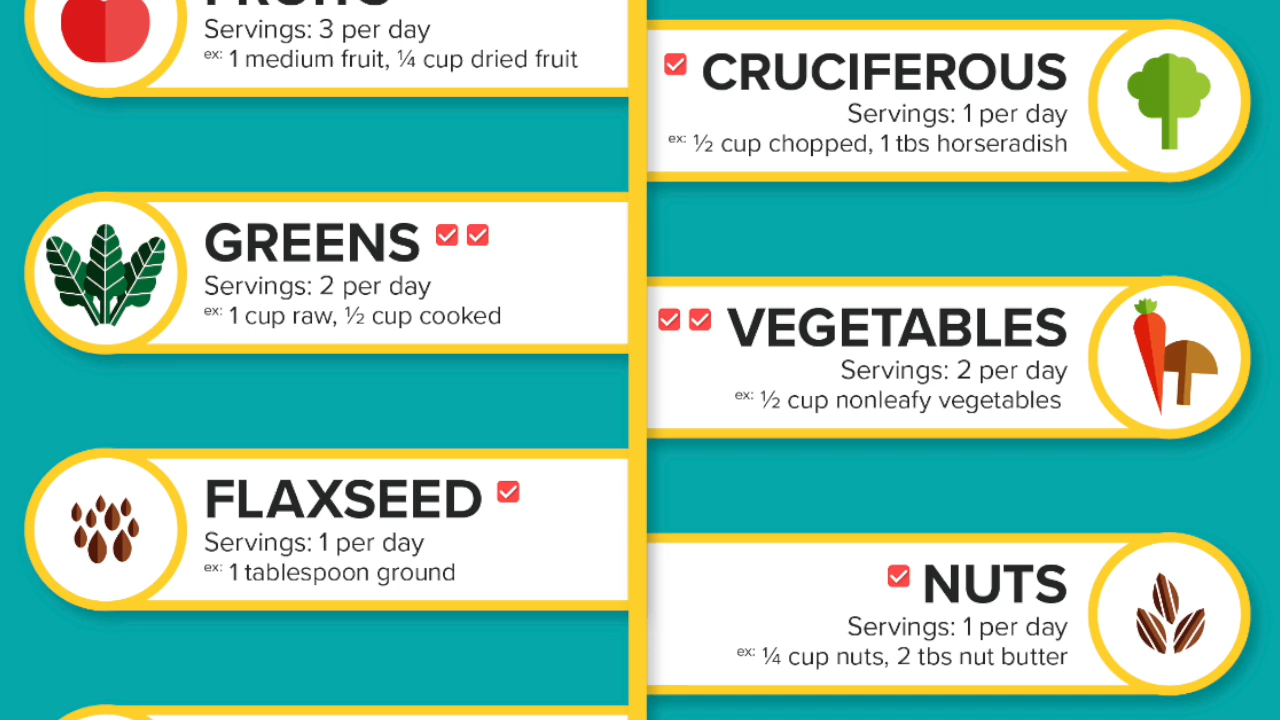 FRUITS
Servings: 3 per day
ex: 1 medium fruit, ¼ cup dried fruit
CRUCIFEROUS
Servings: 1 per day
ex: ½ cup chopped, 1 tbs horseradish
GREENS
Servings: 2 per day
ex: 1 cup raw, ½ cup cooked
VEGETABLES
Servings: 2 per day
ex: ½ cup nonleafy vegetables
FLAXSEED
Servings: 1 per day
ex: 1 tablespoon ground
NUTS
Servings: 1 per day
ex: ¼ cup nuts, 2 tbs nut butter